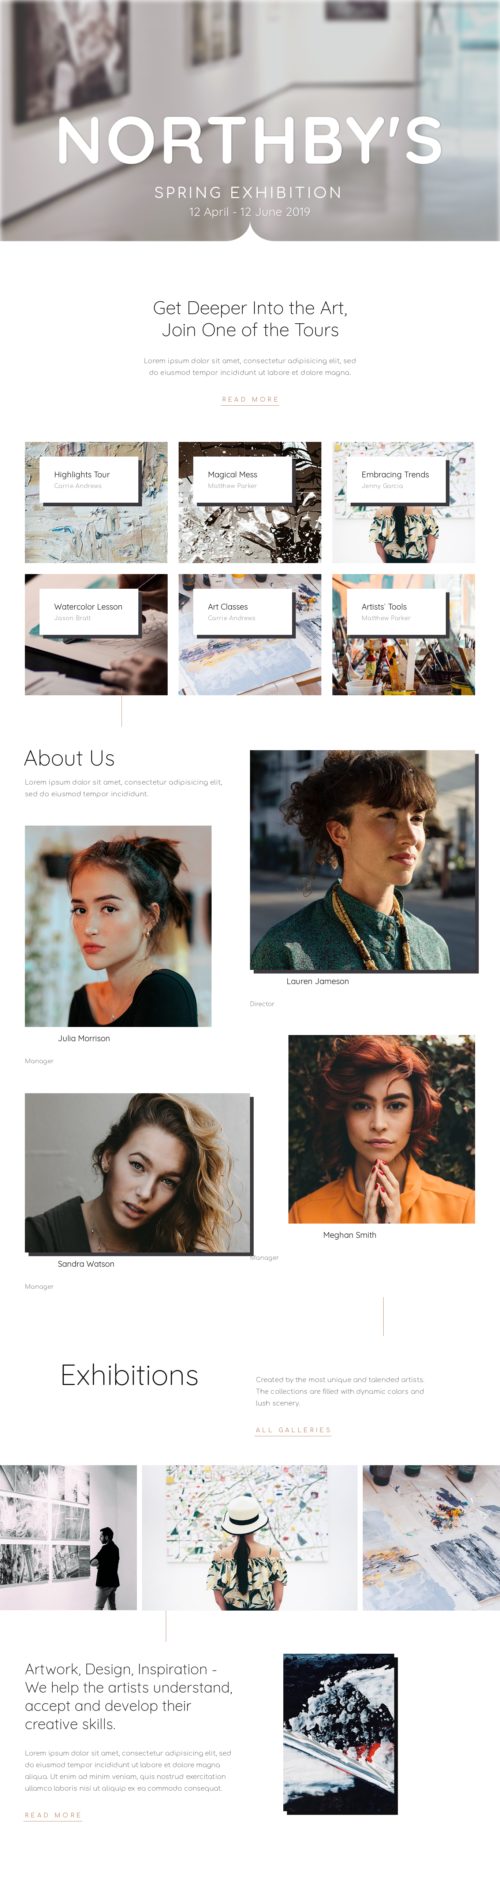 NORTHBY'S
SPRING EXHIBITION
12 April - 12 June 2019
Get Deeper Into the Art,
Join One of the Tours
Lorem ipsum dolor sit amet, consectetur adipisicing elit, sed
do eiusmod tempor incididunt ut labore et dolore magna.
READ MORE
Highlights Tour
Carrie Andrews
Magical Mess
Matthew Parker
Embracing Trends
Jenny Garcia
Watercolor Lesson
Jason Bratt
Art Classes
Carrie Andrews
Artists' Tools
Matthew Parker
About Us
Lorem ipsum dolor sit amet, consectetur adipisicing elit,
sed do eiusmod tempor incididunt.
Lauren Jameson
Director
Julia Morrison
Manager
Meghan Smith
Manager
Sandra Watson
Manager
Exhibitions
Created by the most unique and talended artists.
The collections are filled with dynamic colors and
lush scenery.
ALL GALLERIES
Artwork, Design, Inspiration -
We help the artists understand,
accept and develop their
creative skills.
Lorem ipsum dolor sit amet, consectetur adipisicing elit, sed
do eiusmod tempor incididunt ut labore et dolore magna
aliqua. Ut enim ad minim veniam, quis nostrud exercitation
ullamco laboris nisi ut aliquip ex ea commodo consequat.
READ MORE